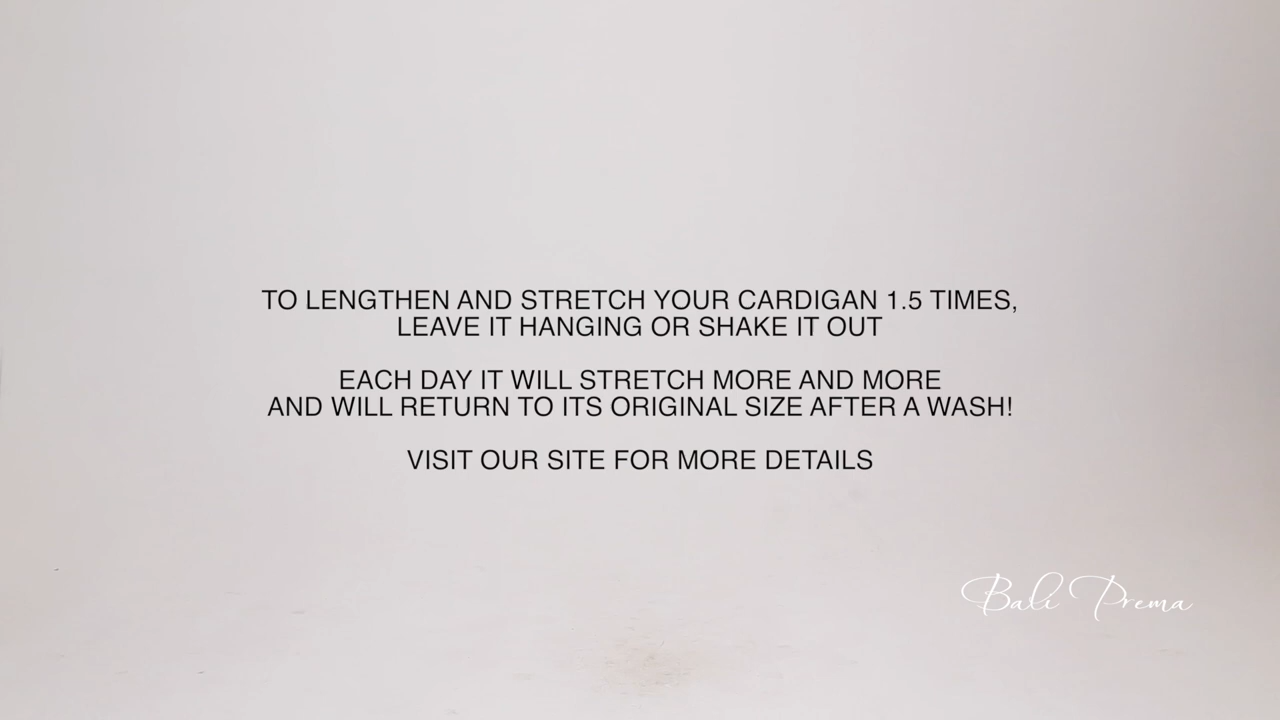 TO LENGTHEN AND STRETCH YOUR CARDIGAN 1.5 TIMES,
LEAVE IT HANGING OR SHAKE IT OUT
EACH DAY IT WILL STRETCH MORE AND MORE
AND WILL RETURN TO ITS ORIGINAL SIZE AFTER A WASH!
VISIT OUR SITE FOR MORE DETAILS
Bali Prema